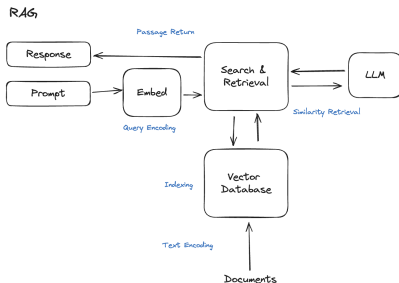 RAG
Passage Return
Response
Search &
Retrieval
LLM
Prompt
Embed
Similarity Retrieval
Query Encoding
Vector
Database
Indexing
Text Encoding
Documents